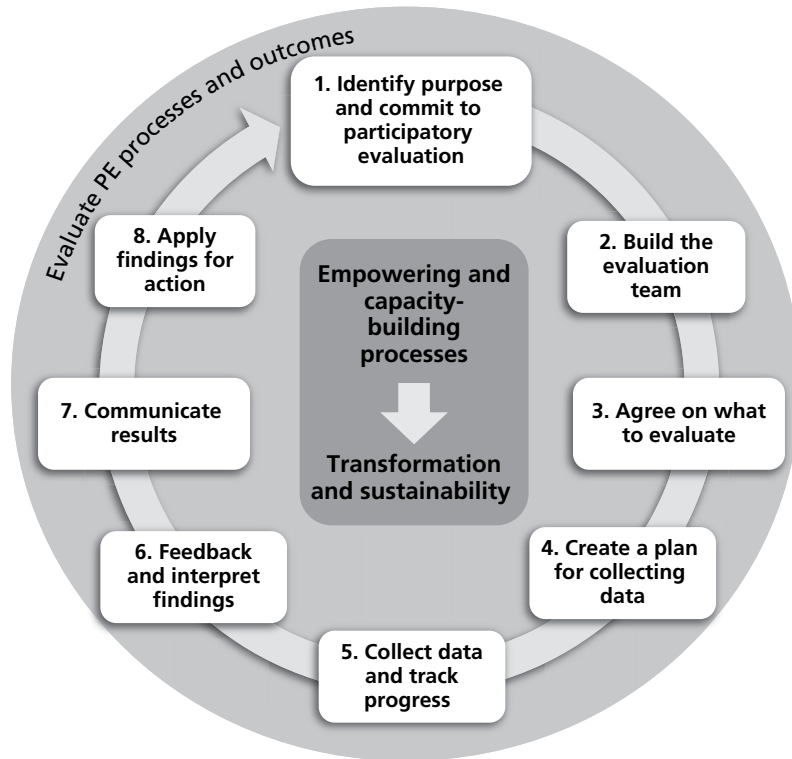 Evaluate PE processes and outcomes
1. Identify purpose
and commit to
participatory
evaluation
2. Build the
evaluation
team
3. Agree on what
to evaluate
4. Create a plan
for collecting
data
5. Collect data
and track
progress
6. Feedback
and interpret
findings
7. Communicate
results
8. Apply
findings for
action
Empowering and
capacity-
building
processes
Transformation
and sustainability